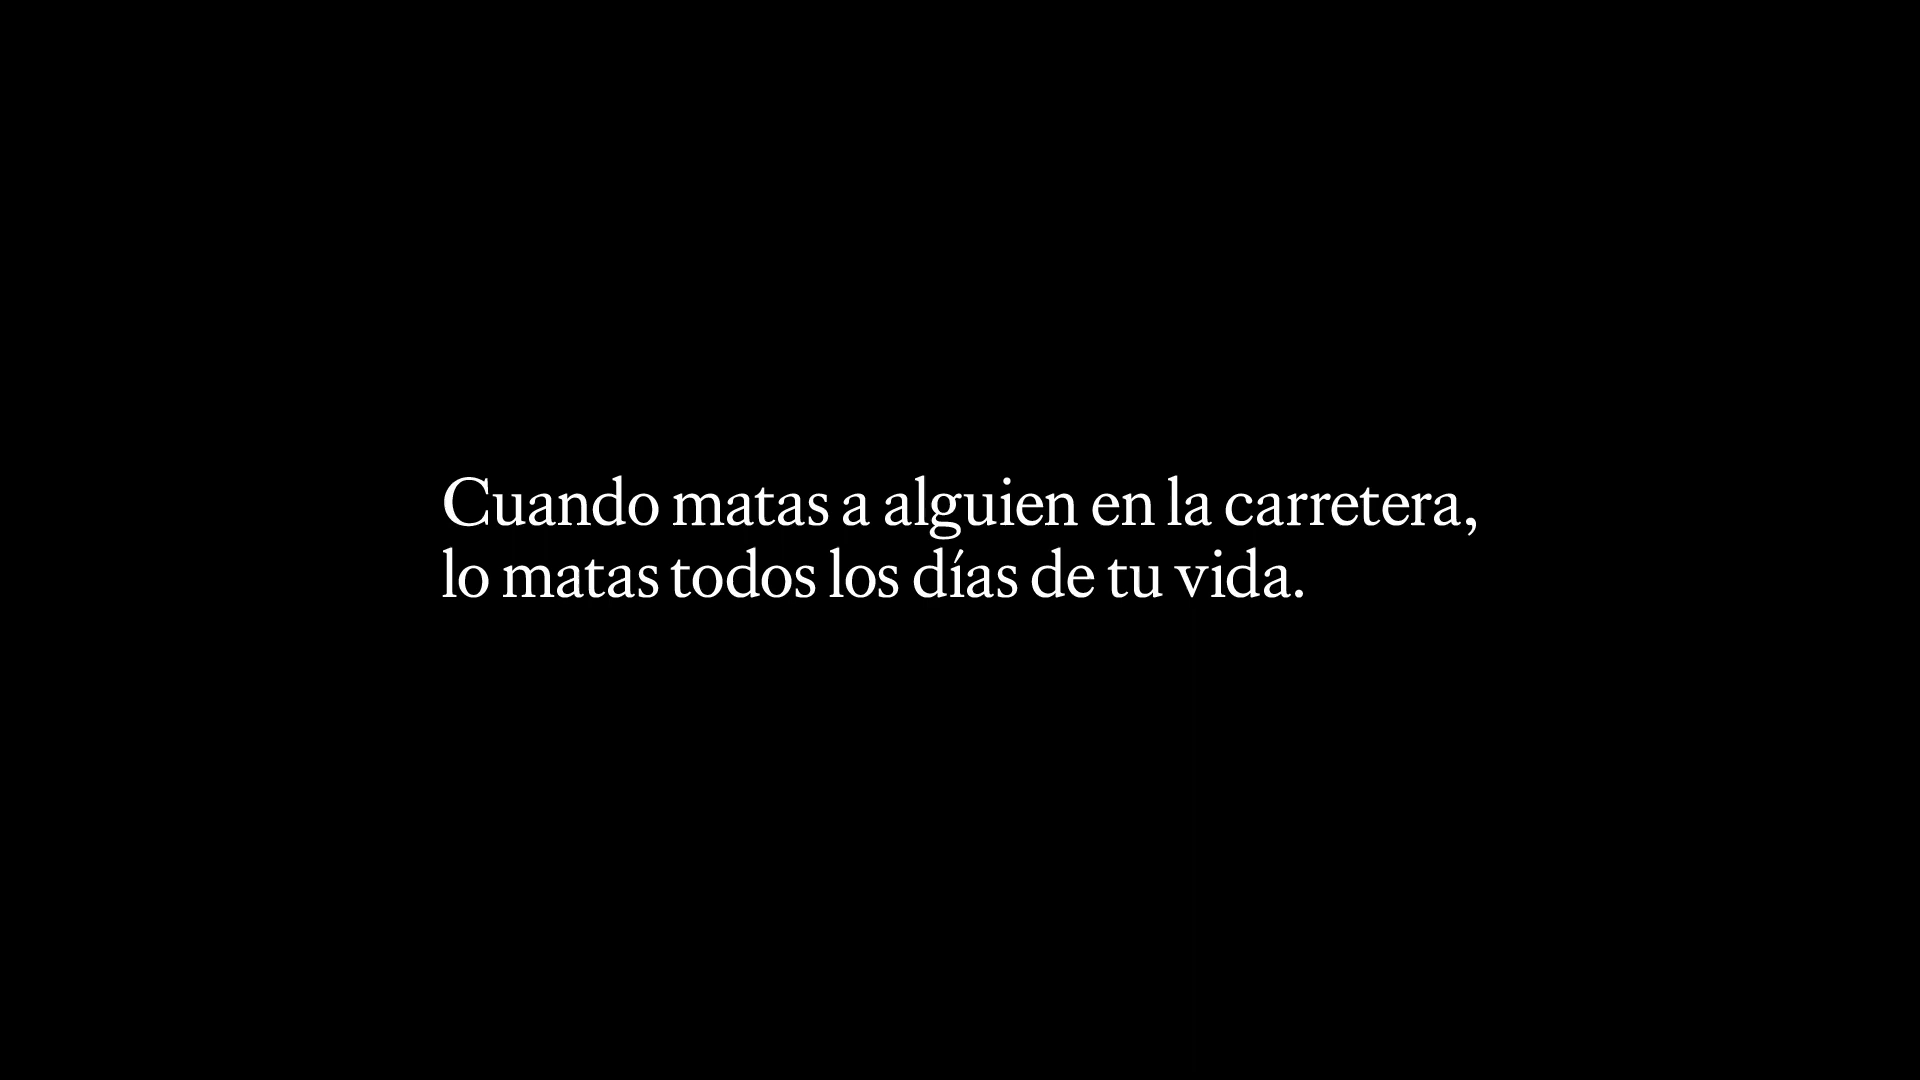 Cuando matas a alguien en la carretera,
lo matas todos los días de tu vida.